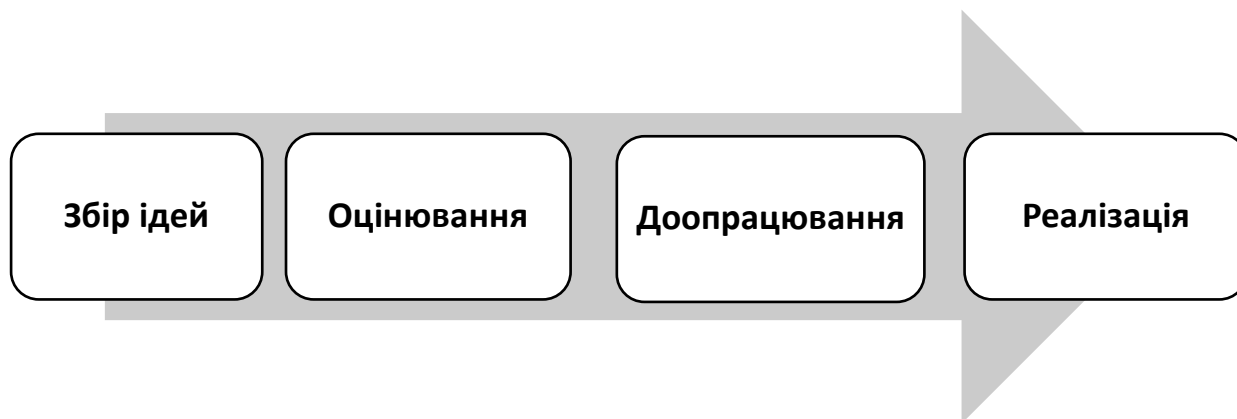 Збір ідей
Оцінювання
Доопрацювання
Реалізація